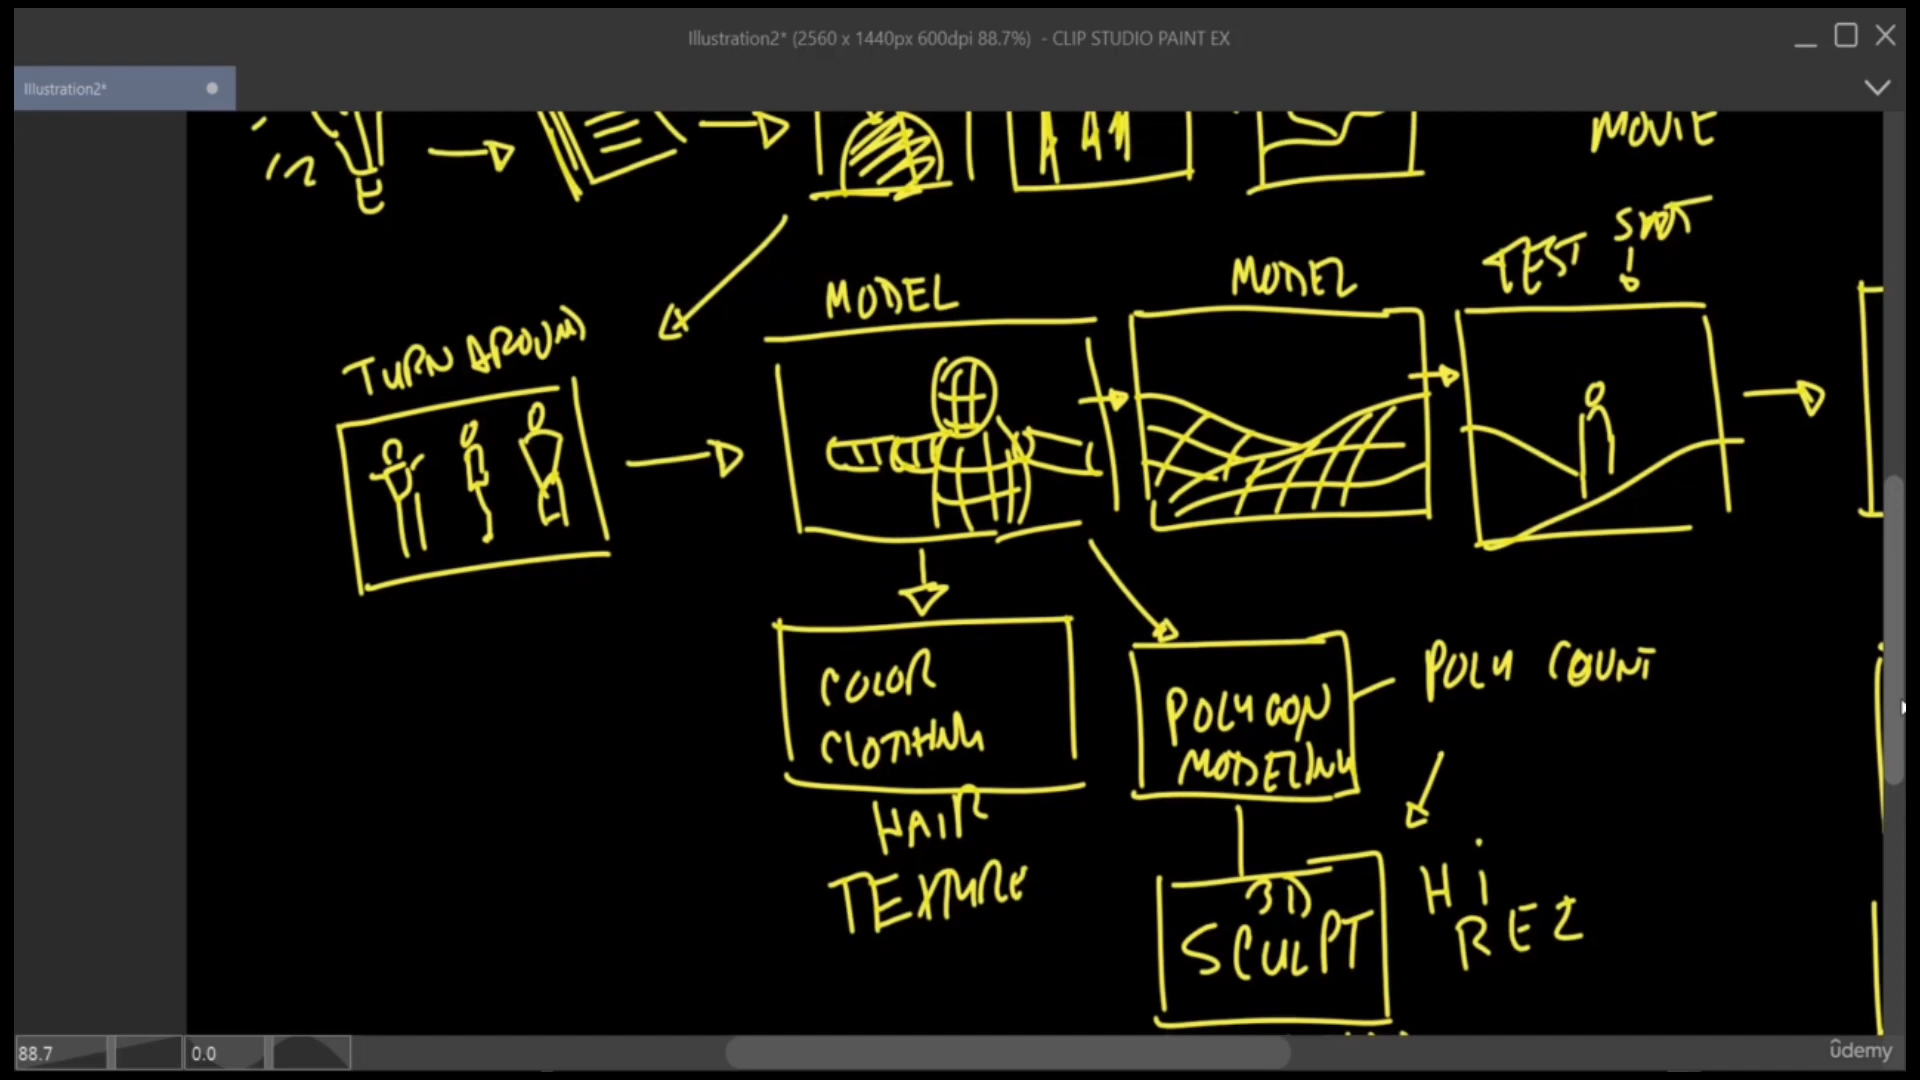 Illustration2* (2560 x 1440px 600dpi 88.7%) - CLIP STUDIO PAINT EX
Illustration2*
MOVIE
TEST SHOT
MODEL
MODEL
TURN AROUND
COLOR
CLOTHING
HAIR
TEXTURE
POLYGON
MODELING
POLY COUNT
3D
SCULPT
Hi
REZ
88.7
0.0
ûdemy